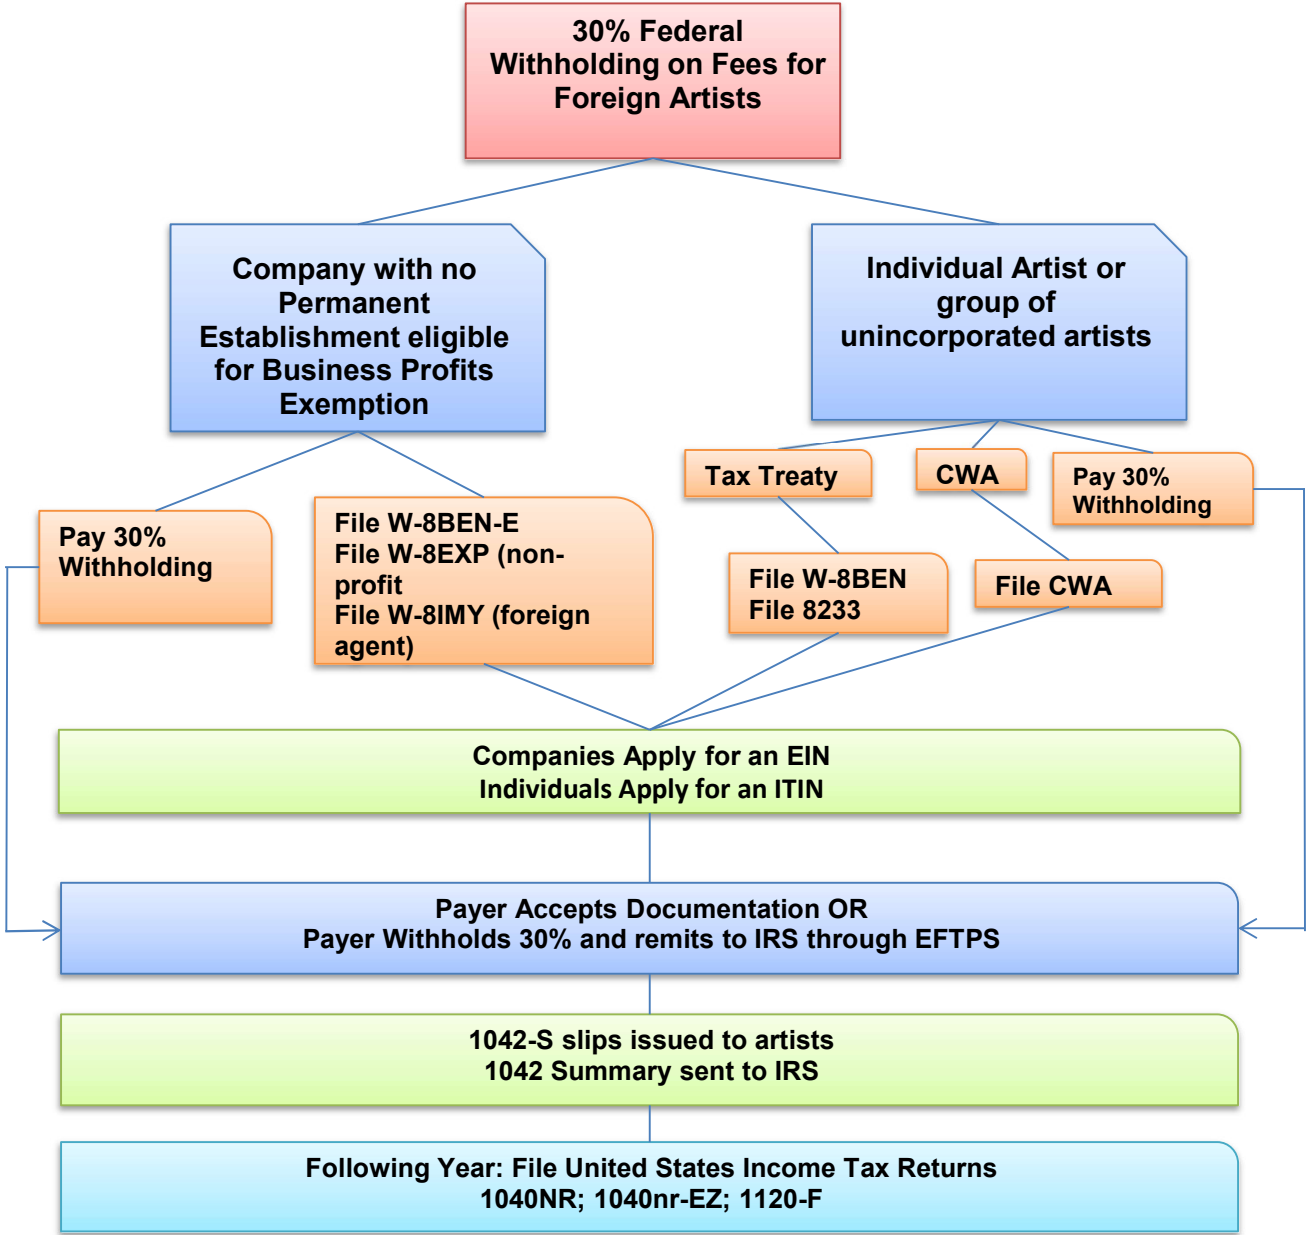 30% Federal
Withholding on Fees for
Foreign Artists
Company with no
Permanent
Establishment eligible
for Business Profits
Exemption
Individual Artist or
group of
unincorporated artists
Tax Treaty
CWA
Pay 30%
Withholding
Pay 30%
Withholding
File W-8BEN-E
File W-8EXP (non-
profit
File W-8IMY (foreign
agent)
File W-8BEN
File 8233
File CWA
Companies Apply for an EIN
Individuals Apply for an ITIN
Payer Accepts Documentation OR
Payer Withholds 30% and remits to IRS through EFTPS
1042-S slips issued to artists
1042 Summary sent to IRS
Following Year: File United States Income Tax Returns
1040NR; 1040nr-EZ; 1120-F